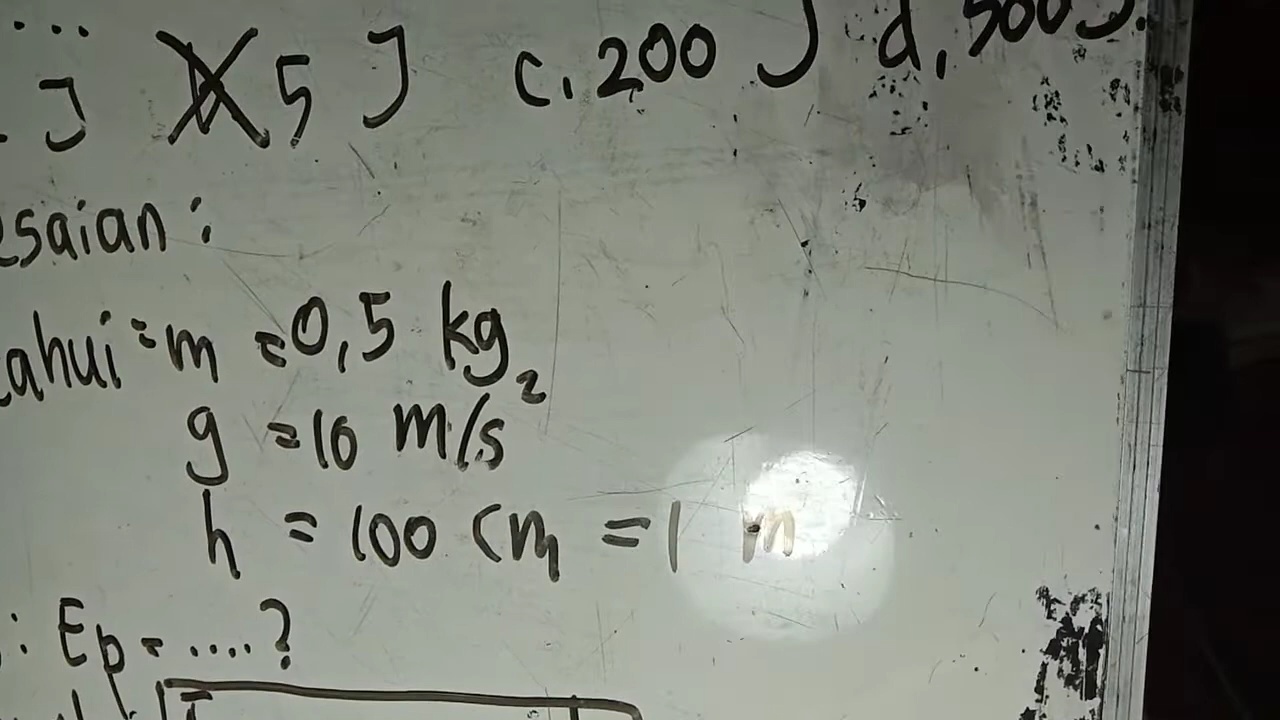 ...
J X 5 J c. 200 J d. 500 J.
esaian :
ahui = m = 0,5 kg
g = 10 m/s²
h = 100 cm = 1 m
: Ep = ....?